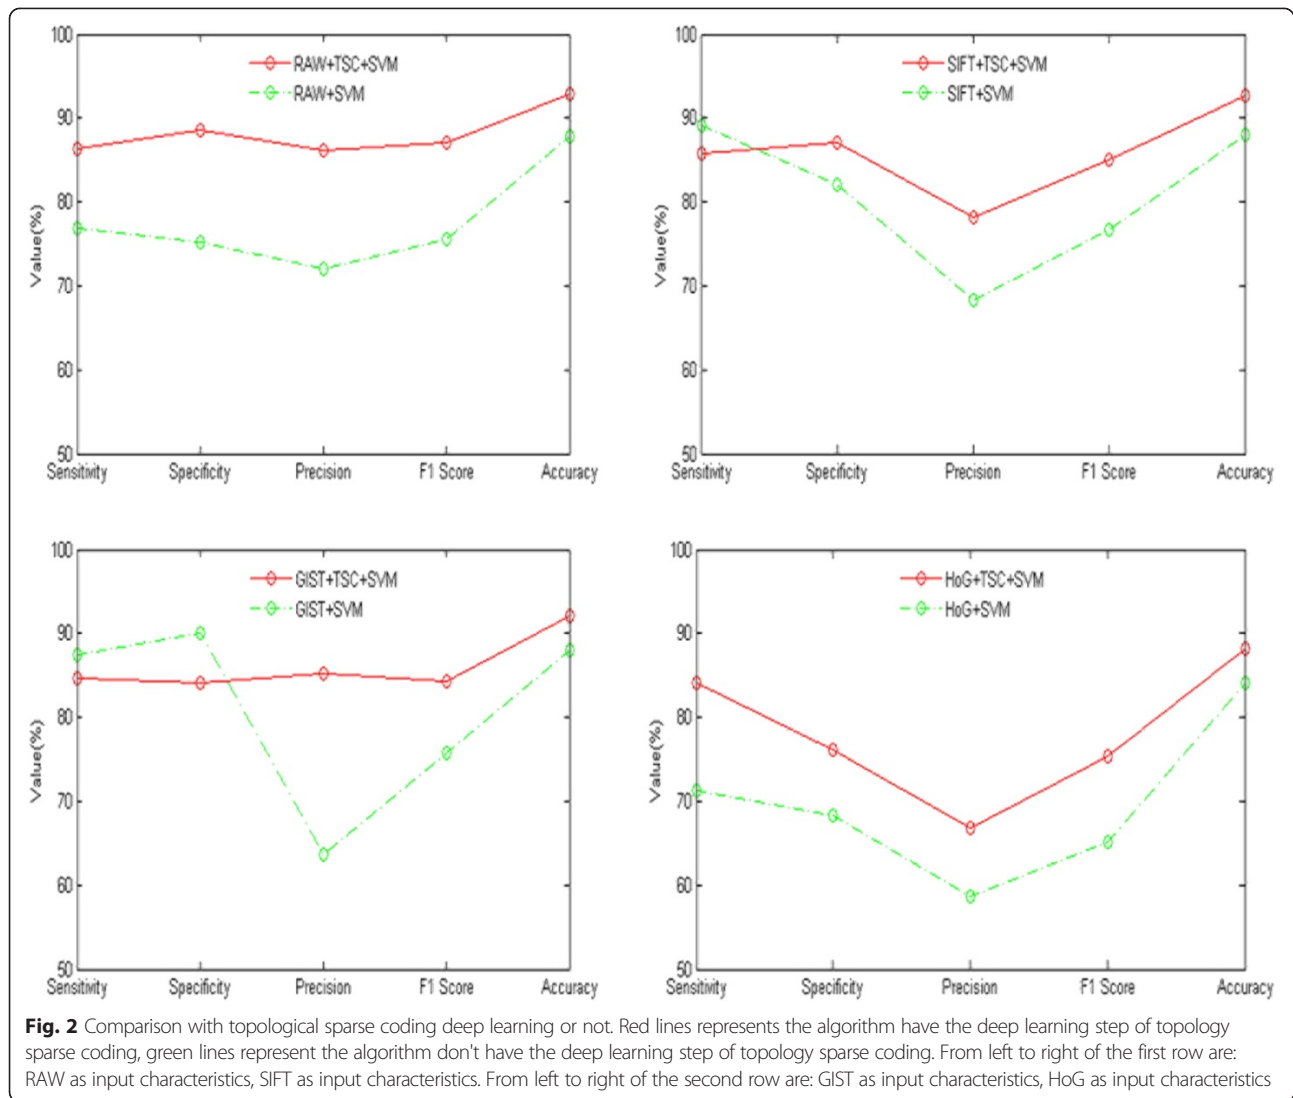 100
90
80
70
60
50
Value(%)
RAW+TSC+SVM
RAW+SVM
Sensitivity Specificity Precision F1 Score Accuracy
100
90
80
70
60
50
Value(%)
SIFT+TSC+SVM
SIFT+SVM
Sensitivity Specificity Precision F1 Score Accuracy
100
90
80
70
60
50
Value(%)
GIST+TSC+SVM
GIST+SVM
Sensitivity Specificity Precision F1 Score Accuracy
100
90
80
70
60
50
Value(%)
HoG+TSC+SVM
HoG+SVM
Sensitivity Specificity Precision F1 Score Accuracy
Fig. 2 Comparison with topological sparse coding deep learning or not. Red lines represents the algorithm have the deep learning step of topology
sparse coding, green lines represent the algorithm don't have the deep learning step of topology sparse coding. From left to right of the first row are:
RAW as input characteristics, SIFT as input characteristics. From left to right of the second row are: GIST as input characteristics, HoG as input characteristics